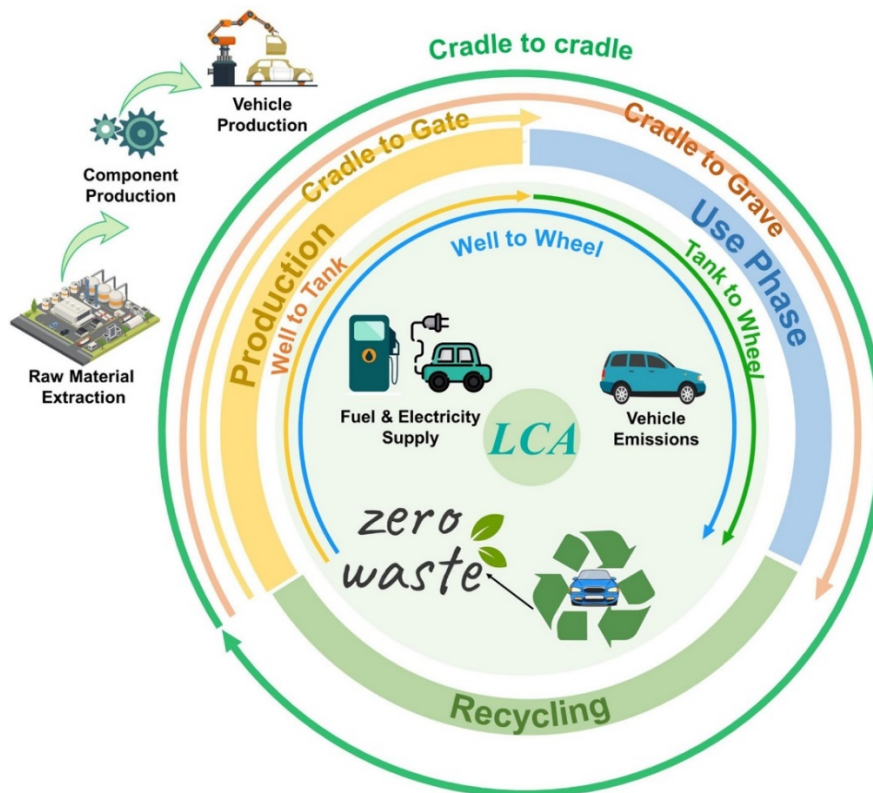 Cradle to cradle
Vehicle
Production
Cradle to Gate
Cradle to Grave
Component
Production
Production
Use Phase
Well to Tank
Well to Wheel
Tank to Wheel
Raw Material
Extraction
Fuel & Electricity
Supply
Vehicle
Emissions
LCA
zero
waste
Recycling